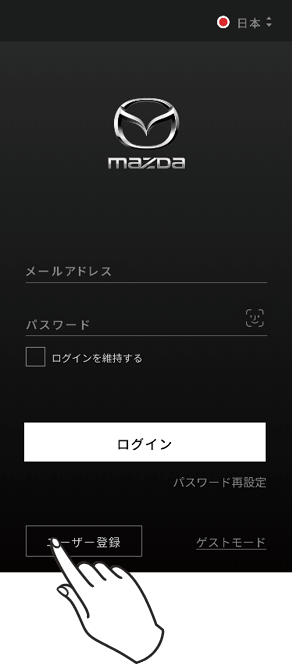 日本
mazda
メールアドレス
パスワード
ログインを維持する
ログイン
パスワード再設定
ユーザー登録
ゲストモード